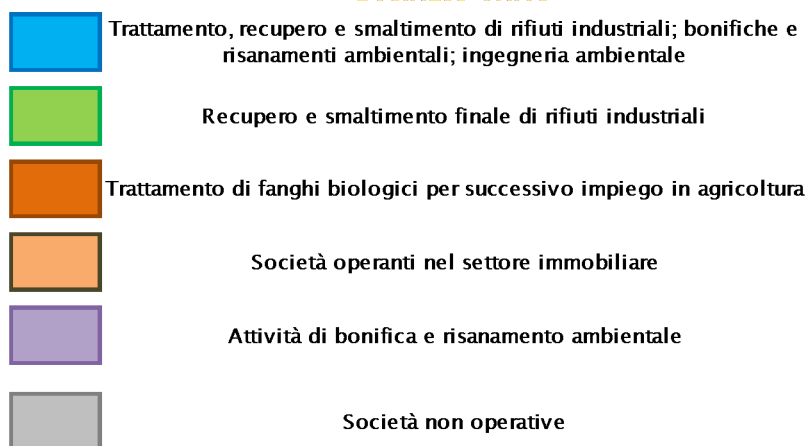 Trattamento, recupero e smaltimento di rifiuti industriali; bonifiche e
risanamenti ambientali; ingegneria ambientale
Recupero e smaltimento finale di rifiuti industriali
Trattamento di fanghi biologici per successivo impiego in agricoltura
Società operanti nel settore immobiliare
Attività di bonifica e risanamento ambientale
Società non operative